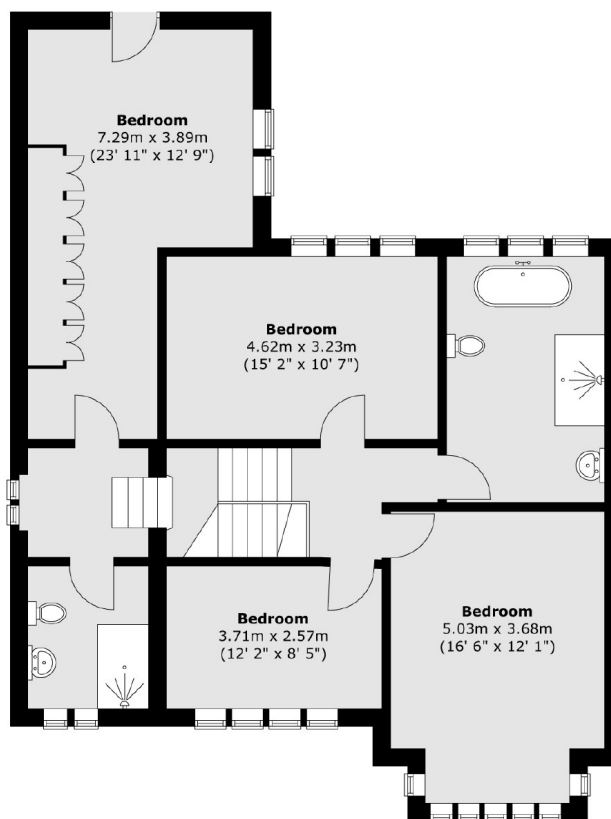 Bedroom
7.29m x 3.89m
(23' 11" x 12' 9")
Bedroom
4.62m x 3.23m
(15' 2" x 10' 7")
Bedroom
3.71m x 2.57m
(12' 2" x 8' 5")
Bedroom
5.03m x 3.68m
(16' 6" x 12' 1")